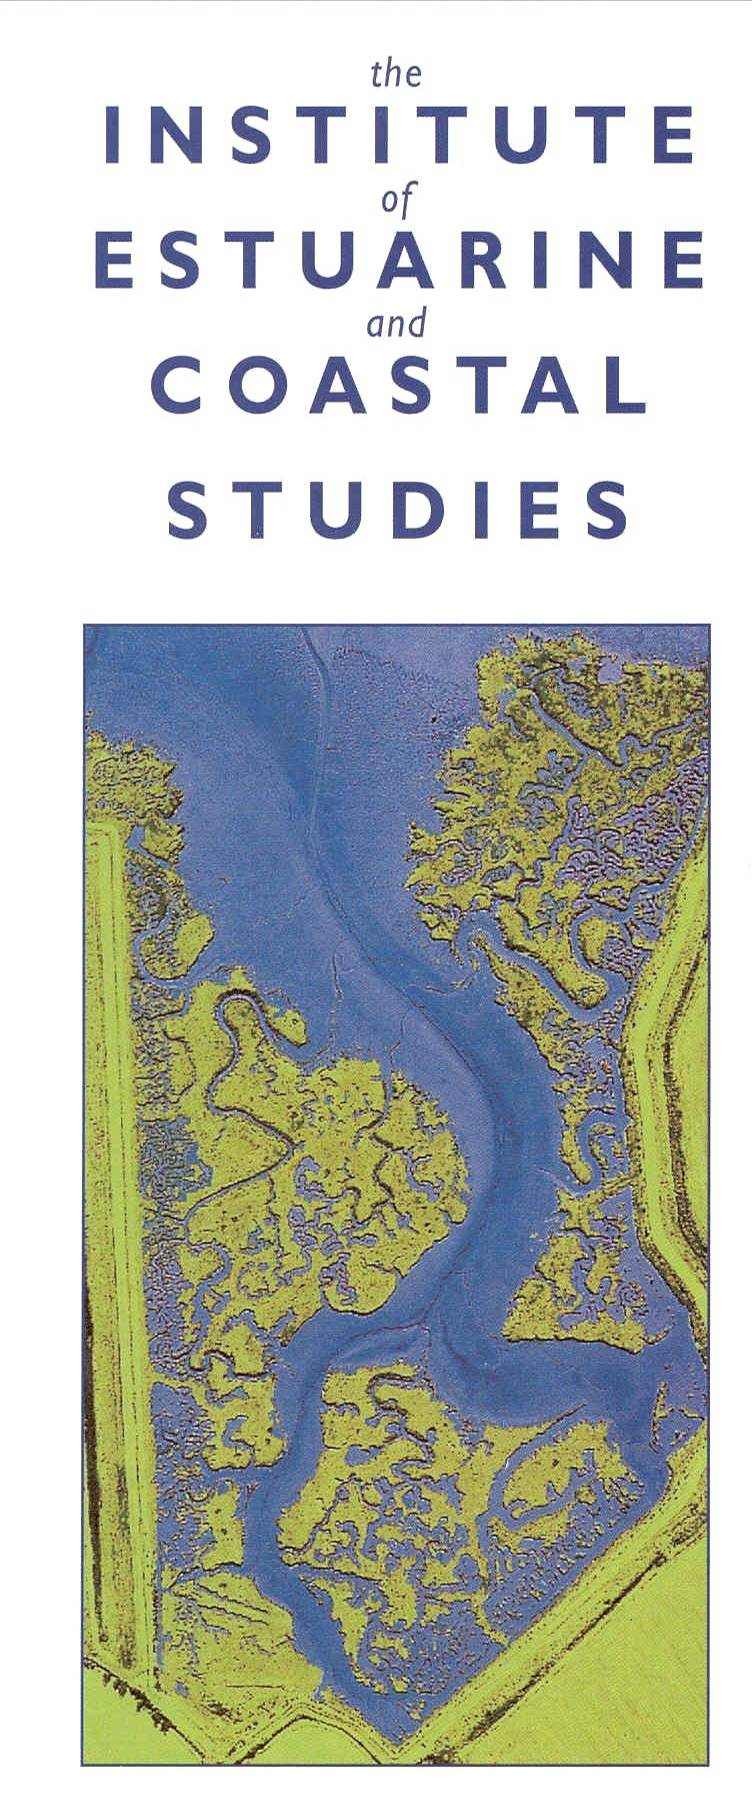 the
INSTITUTE
of
ESTUARINE
and
COASTAL
STUDIES